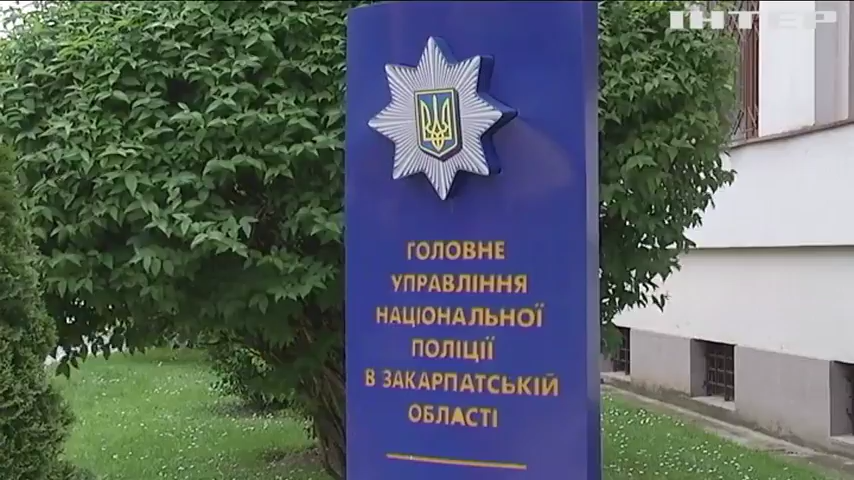 ІНТЕР
ГОЛОВНЕ
УПРАВЛІННЯ
НАЦІОНАЛЬНОЇ
ПОЛІЦІЇ
В ЗАКАРПАТСЬКІЙ
ОБЛАСТІ